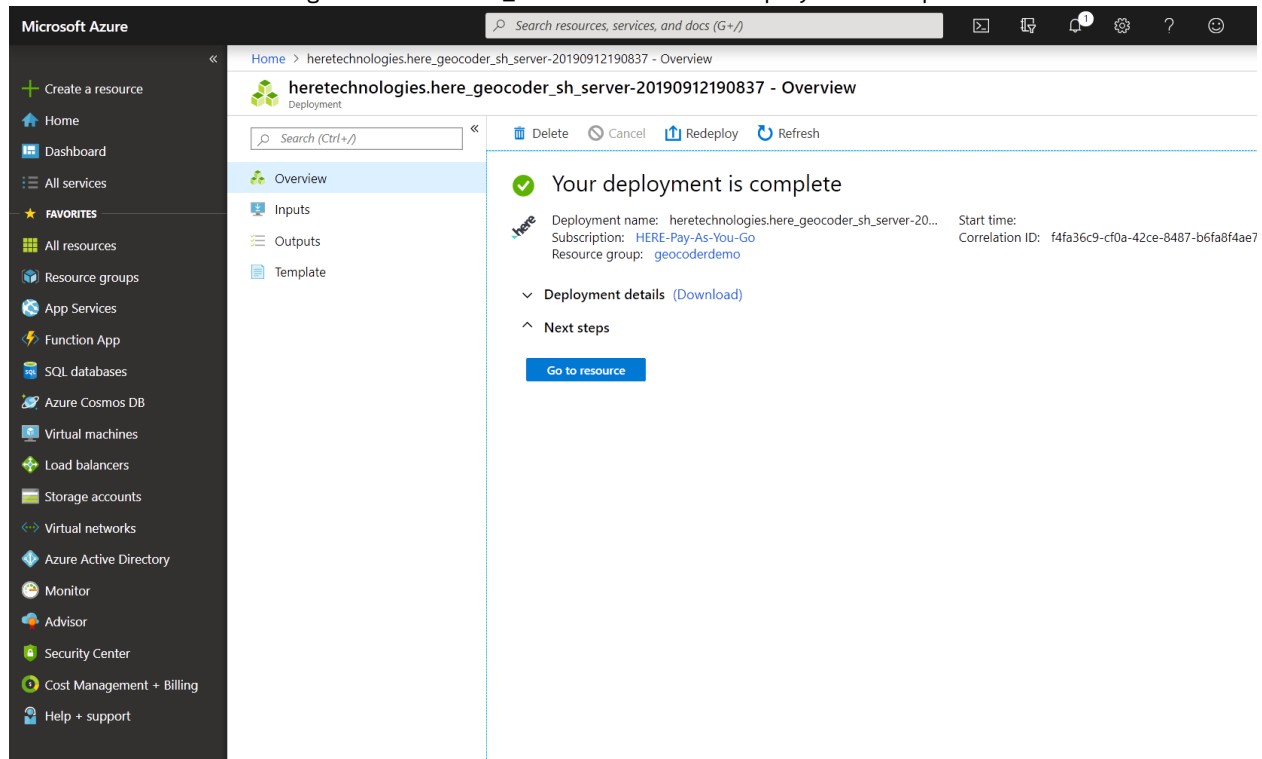 Microsoft Azure
Search resources, services, and docs (G+/)
1
?
«
Create a resource
Home
Dashboard
All services
FAVORITES
All resources
Resource groups
App Services
Function App
SQL databases
Azure Cosmos DB
Virtual machines
Load balancers
Storage accounts
Virtual networks
Azure Active Directory
Monitor
Advisor
Security Center
Cost Management + Billing
Help + support
Home > heretechnologies.here_geocoder_sh_server-20190912190837 - Overview
heretechnologies.here_geocoder_sh_server-20190912190837 - Overview
Deployment
Search (Ctrl+/)
«
Overview
Inputs
Outputs
Template
Delete Cancel Redeploy Refresh
Your deployment is complete
here
Deployment name: heretechnologies.here_geocoder_sh_server-20...
Subscription: HERE-Pay-As-You-Go
Resource group: geocoderdemo
Start time:
Correlation ID: f4fa36c9-cf0a-42ce-8487-b6fa8f4ae7
Deployment details (Download)
Next steps
Go to resource